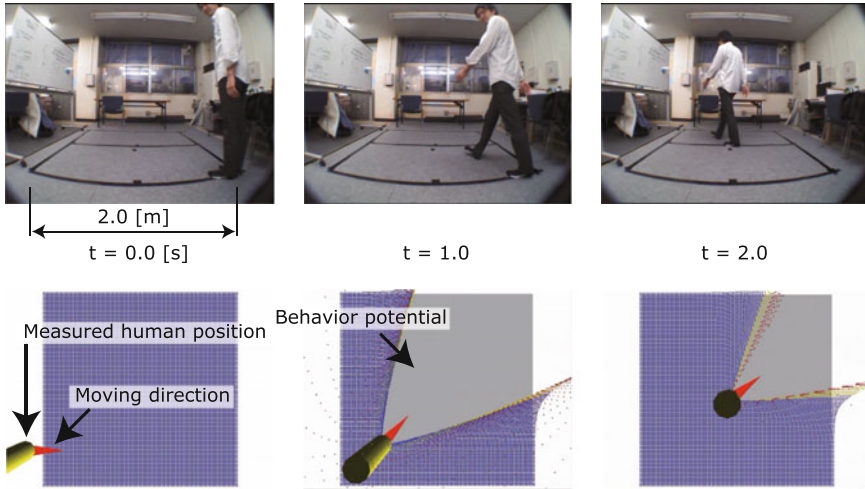 2.0 [m]
t = 0.0 [s]
t = 1.0
t = 2.0
Measured human position
Moving direction
Behavior potential